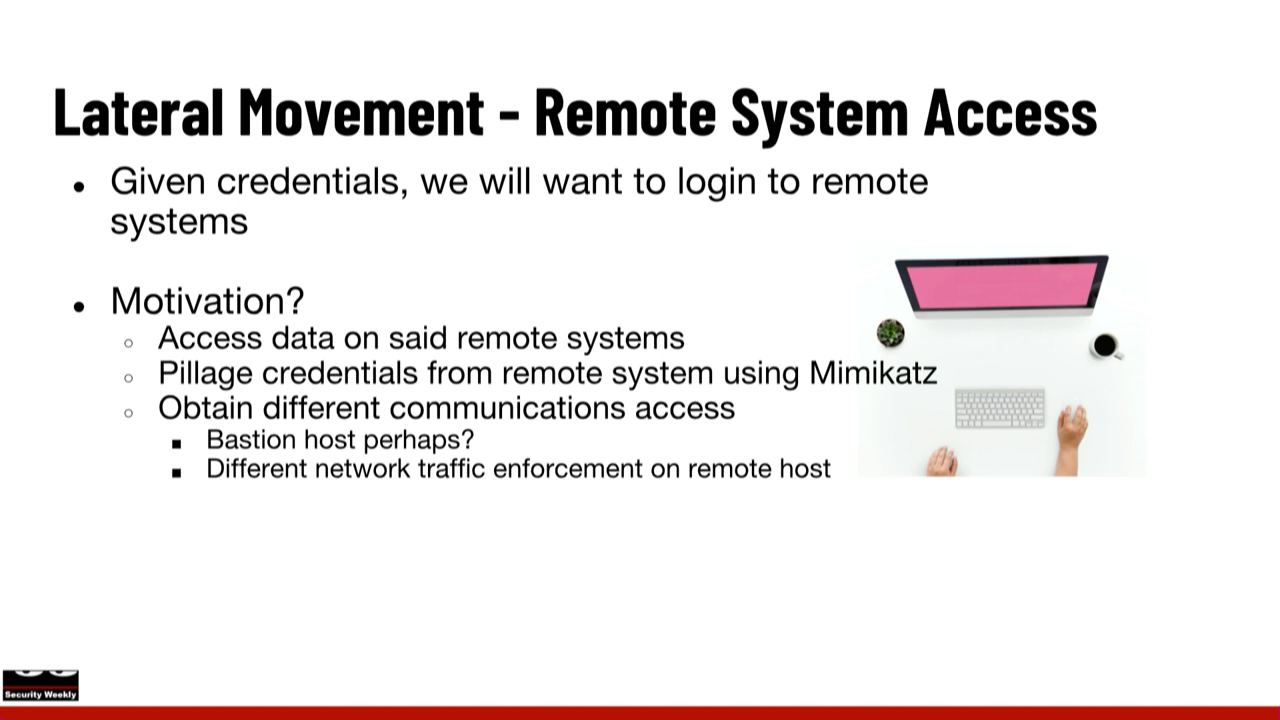 Lateral Movement - Remote System Access
• Given credentials, we will want to login to remote
systems
• Motivation?
○ Access data on said remote systems
○ Pillage credentials from remote system using Mimikatz
○ Obtain different communications access
■ Bastion host perhaps?
■ Different network traffic enforcement on remote host
Security Weekly